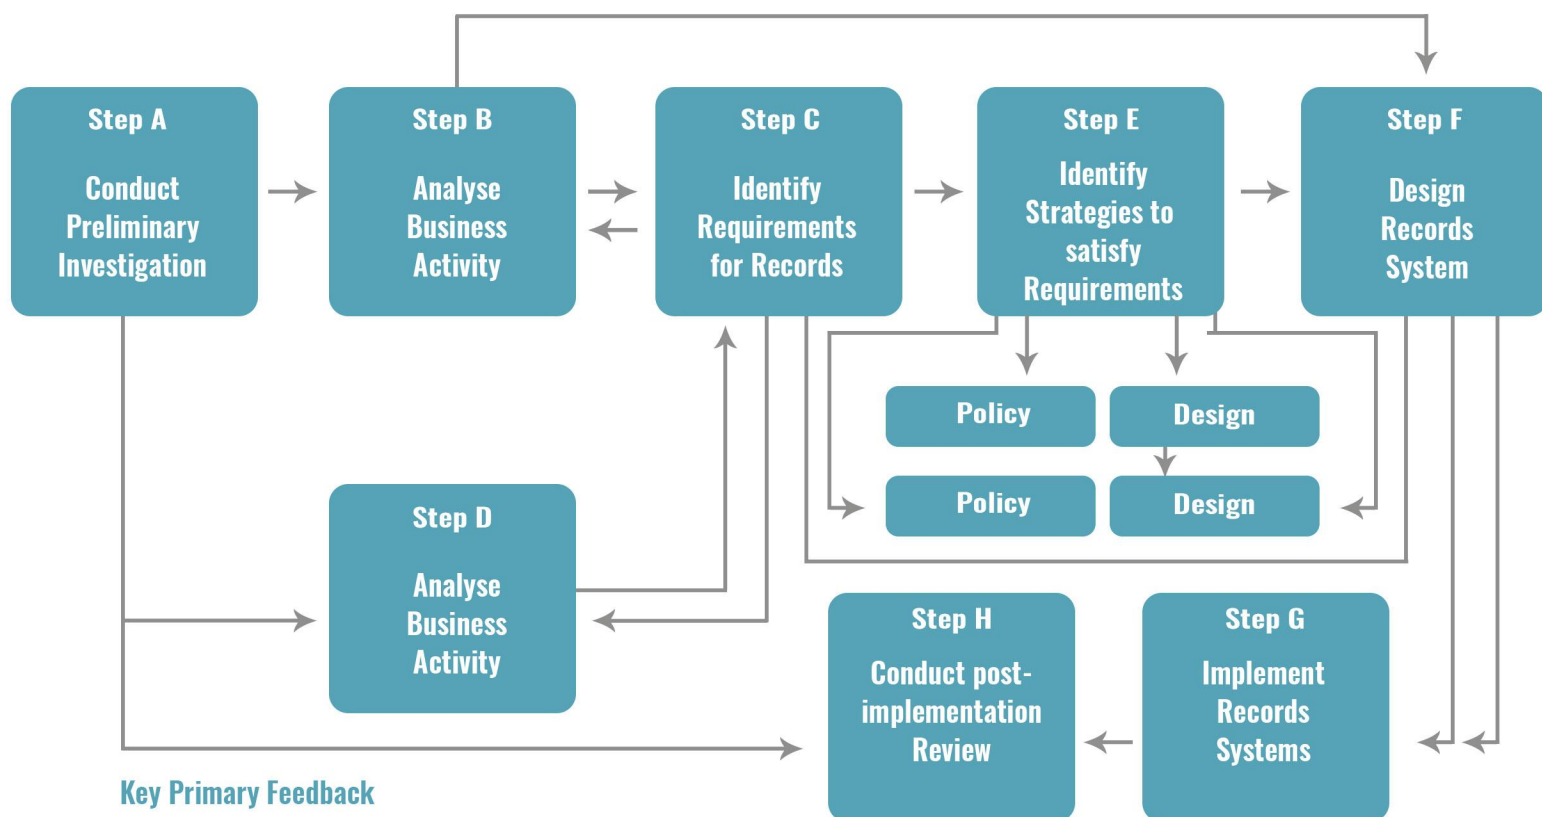 Step A
Conduct
Preliminary
Investigation
Step B
Analyse
Business
Activity
Step C
Identify
Requirements
for Records
Step E
Identify
Strategies to
satisfy
Requirements
Step F
Design
Records
System
Policy
Design
Policy
Design
Step D
Analyse
Business
Activity
Step H
Conduct post-
implementation
Review
Step G
Implement
Records
Systems
Key Primary Feedback